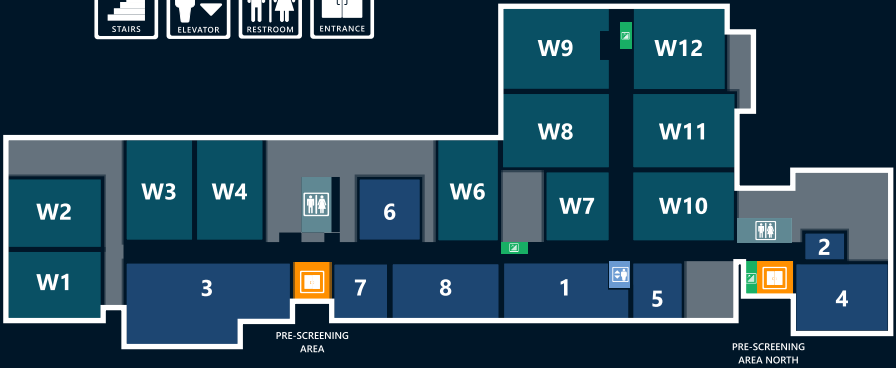 STAIRS
ELEVATOR
RESTROOM
ENTRANCE
W9
W12
W8
W11
W3
W4
W6
W7
W10
W2
6
2
W1
3
7
8
1
5
4
PRE-SCREENING
AREA
PRE-SCREENING
AREA NORTH